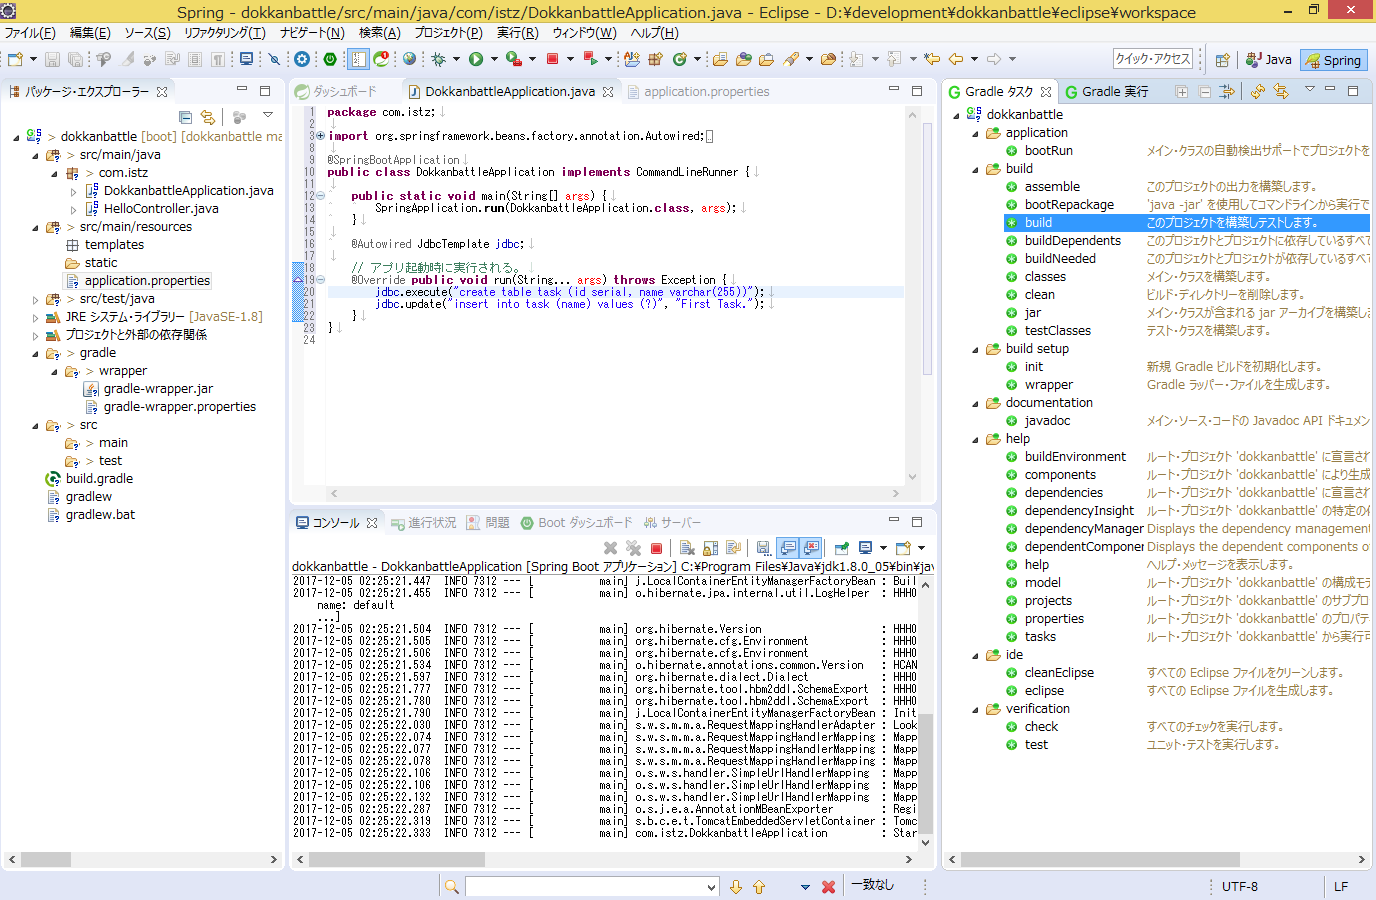 Spring - dokkanbattle/src/main/java/com/istz/DokkanbattleApplication.java - Eclipse - D:¥development¥dokkanbattle¥eclipse¥workspace
ファイル(F) 編集(E) ソース(S) リファクタリング(T) ナビゲート(N) 検索(A) プロジェクト(P) 実行(R) ウィンドウ(W) ヘルプ(H)
クイック・アクセス Java Spring
パッケージ・エクスプローラー
dokkanbattle [boot] [dokkanbattle ma
> src/main/java
> com.istz
DokkanbattleApplication.java
HelloController.java
> src/main/resources
templates
static
application.properties
> src/test/java
JRE システム・ライブラリー [JavaSE-1.8]
プロジェクトと外部の依存関係
> gradle
> wrapper
gradle-wrapper.jar
gradle-wrapper.properties
> src
> main
> test
build.gradle
gradlew
gradlew.bat
ダッシュボード DokkanbattleApplication.java application.properties
1 package com.istz;↓
2 ↓
3 import org.springframework.beans.factory.annotation.Autowired;
8 ↓
9 @SpringBootApplication↓
10 public class DokkanbattleApplication implements CommandLineRunner {↓
11 ↓
12 public static void main(String[] args) {↓
13 SpringApplication.run(DokkanbattleApplication.class, args);↓
14 }↓
15 ↓
16 @Autowired JdbcTemplate jdbc;↓
17 ↓
18 // アプリ起動時に実行される。↓
19 @Override public void run(String... args) throws Exception {↓
20 jdbc.execute("create table task (id serial, name varchar(255))");↓
21 jdbc.update("insert into task (name) values (?)", "First Task.");↓
22 }↓
23 }↓
24
コンソール 進行状況 問題 Boot ダッシュボード サーバー
dokkanbattle - DokkanbattleApplication [Spring Boot アプリケーション] C:¥Program Files¥Java¥jdk1.8.0_05¥bin¥jav
2017-12-05 02:25:21.447 INFO 7312 --- [ main] j.LocalContainerEntityManagerFactoryBean : Buil
2017-12-05 02:25:21.455 INFO 7312 --- [ main] o.hibernate.jpa.internal.util.LogHelper : HHH0
name: default
...]
2017-12-05 02:25:21.504 INFO 7312 --- [ main] org.hibernate.Version : HHH0
2017-12-05 02:25:21.505 INFO 7312 --- [ main] org.hibernate.cfg.Environment : HHH0
2017-12-05 02:25:21.506 INFO 7312 --- [ main] org.hibernate.cfg.Environment : HHH0
2017-12-05 02:25:21.534 INFO 7312 --- [ main] o.hibernate.annotations.common.Version : HCAN
2017-12-05 02:25:21.597 INFO 7312 --- [ main] org.hibernate.dialect.Dialect : HHH0
2017-12-05 02:25:21.777 INFO 7312 --- [ main] org.hibernate.tool.hbm2ddl.SchemaExport : HHH0
2017-12-05 02:25:21.780 INFO 7312 --- [ main] org.hibernate.tool.hbm2ddl.SchemaExport : HHH0
2017-12-05 02:25:21.790 INFO 7312 --- [ main] j.LocalContainerEntityManagerFactoryBean : Init
2017-12-05 02:25:22.030 INFO 7312 --- [ main] s.w.s.m.m.a.RequestMappingHandlerAdapter : Look
2017-12-05 02:25:22.074 INFO 7312 --- [ main] s.w.s.m.m.a.RequestMappingHandlerMapping : Mapp
2017-12-05 02:25:22.077 INFO 7312 --- [ main] s.w.s.m.m.a.RequestMappingHandlerMapping : Mapp
2017-12-05 02:25:22.078 INFO 7312 --- [ main] s.w.s.m.m.a.RequestMappingHandlerMapping : Mapp
2017-12-05 02:25:22.106 INFO 7312 --- [ main] o.s.w.s.handler.SimpleUrlHandlerMapping : Mapp
2017-12-05 02:25:22.106 INFO 7312 --- [ main] o.s.w.s.handler.SimpleUrlHandlerMapping : Mapp
2017-12-05 02:25:22.132 INFO 7312 --- [ main] o.s.w.s.handler.SimpleUrlHandlerMapping : Mapp
2017-12-05 02:25:22.287 INFO 7312 --- [ main] o.s.j.e.a.AnnotationMBeanExporter : Regi
2017-12-05 02:25:22.319 INFO 7312 --- [ main] s.b.c.e.t.TomcatEmbeddedServletContainer : Tomc
2017-12-05 02:25:22.333 INFO 7312 --- [ main] com.istz.DokkanbattleApplication : Star
Gradle タスク Gradle 実行
dokkanbattle
application
bootRun メイン・クラスの自動検出サポートでプロジェクトを
build
assemble このプロジェクトの出力を構築します。
bootRepackage 'java -jar' を使用してコマンドラインから実行で
build このプロジェクトを構築しテストします。
buildDependents このプロジェクトとプロジェクトに依存しているすべて
buildNeeded このプロジェクトとプロジェクトが依存しているすべて
classes メイン・クラスを構築します。
clean ビルド・ディレクトリーを削除します。
jar メイン・クラスが含まれる jar アーカイブを構築しま
testClasses テスト・クラスを構築します。
build setup
init 新規 Gradle ビルドを初期化します。
wrapper Gradle ラッパー・ファイルを生成します。
documentation
javadoc メイン・ソース・コードの Javadoc API ドキュメン
help
buildEnvironment ルート・プロジェクト 'dokkanbattle' に宣言され
components ルート・プロジェクト 'dokkanbattle' により生成
dependencies ルート・プロジェクト 'dokkanbattle' に宣言され
dependencyInsight ルート・プロジェクト 'dokkanbattle' の特定の依
dependencyManager Displays the dependency management
dependentComponer Displays the dependent components o
help ヘルプ・メッセージを表示します。
model ルート・プロジェクト 'dokkanbattle' の構成モデ
projects ルート・プロジェクト 'dokkanbattle' のサブプロ
properties ルート・プロジェクト 'dokkanbattle' のプロパテ
tasks ルート・プロジェクト 'dokkanbattle' から実行可
ide
cleanEclipse すべての Eclipse ファイルをクリーンします。
eclipse すべての Eclipse ファイルを生成します。
verification
check すべてのチェックを実行します。
test ユニット・テストを実行します。
一致なし UTF-8 LF